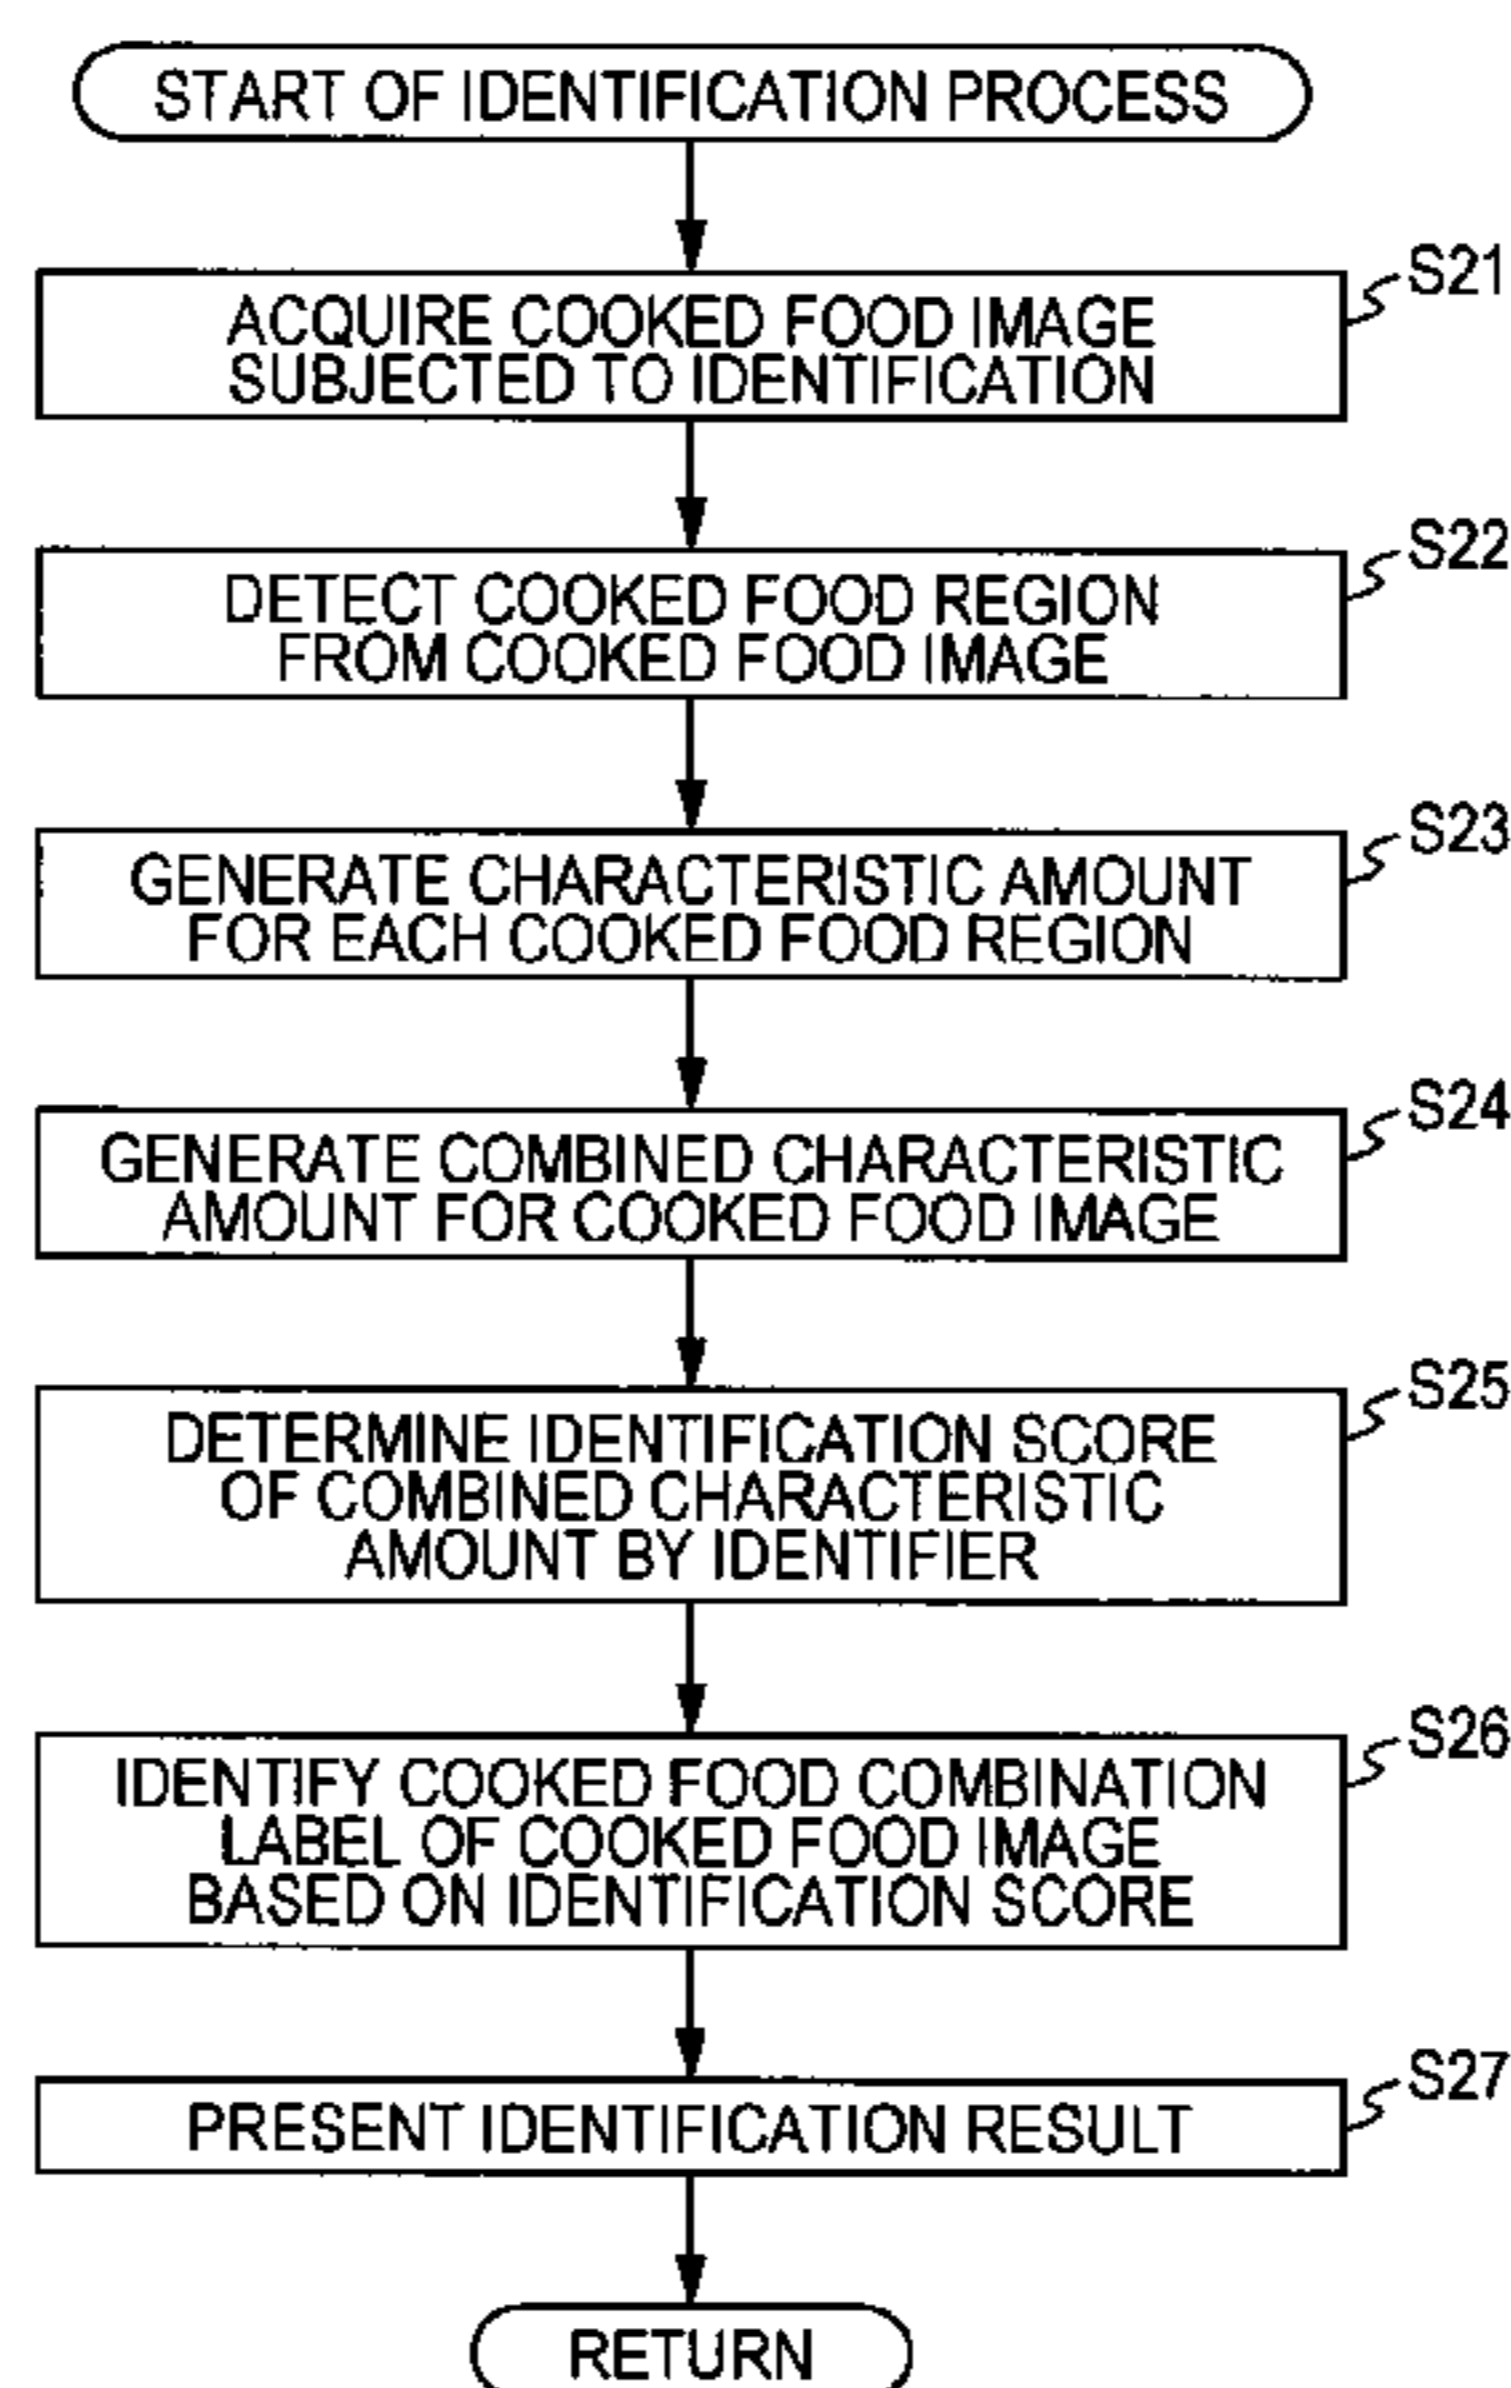 START OF IDENTIFICATION PROCESS
S21
ACQUIRE COOKED FOOD IMAGE
SUBJECTED TO IDENTIFICATION
S22
DETECT COOKED FOOD REGION
FROM COOKED FOOD IMAGE
S23
GENERATE CHARACTERISTIC AMOUNT
FOR EACH COOKED FOOD REGION
S24
GENERATE COMBINED CHARACTERISTIC
AMOUNT FOR COOKED FOOD IMAGE
S25
DETERMINE IDENTIFICATION SCORE
OF COMBINED CHARACTERISTIC
AMOUNT BY IDENTIFIER
S26
IDENTIFY COOKED FOOD COMBINATION
LABEL OF COOKED FOOD IMAGE
BASED ON IDENTIFICATION SCORE
S27
PRESENT IDENTIFICATION RESULT
RETURN